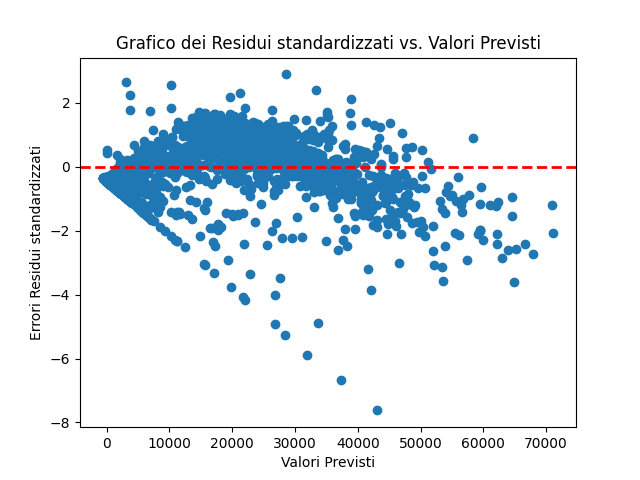 Grafico dei Residui standardizzati vs. Valori Previsti
Errori Residui standardizzati
2
0
−2
−4
−6
−8
0 10000 20000 30000 40000 50000 60000 70000
Valori Previsti